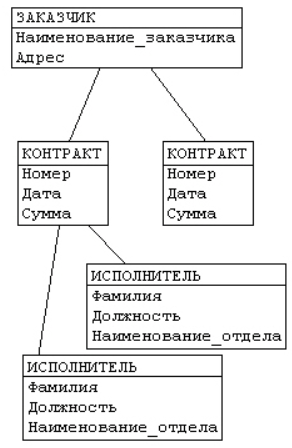 ЗАКАЗЧИК
Наименование_заказчика
Адрес
КОНТРАКТ
Номер
Дата
Сумма
КОНТРАКТ
Номер
Дата
Сумма
ИСПОЛНИТЕЛЬ
Фамилия
Должность
Наименование_отдела
ИСПОЛНИТЕЛЬ
Фамилия
Должность
Наименование_отдела